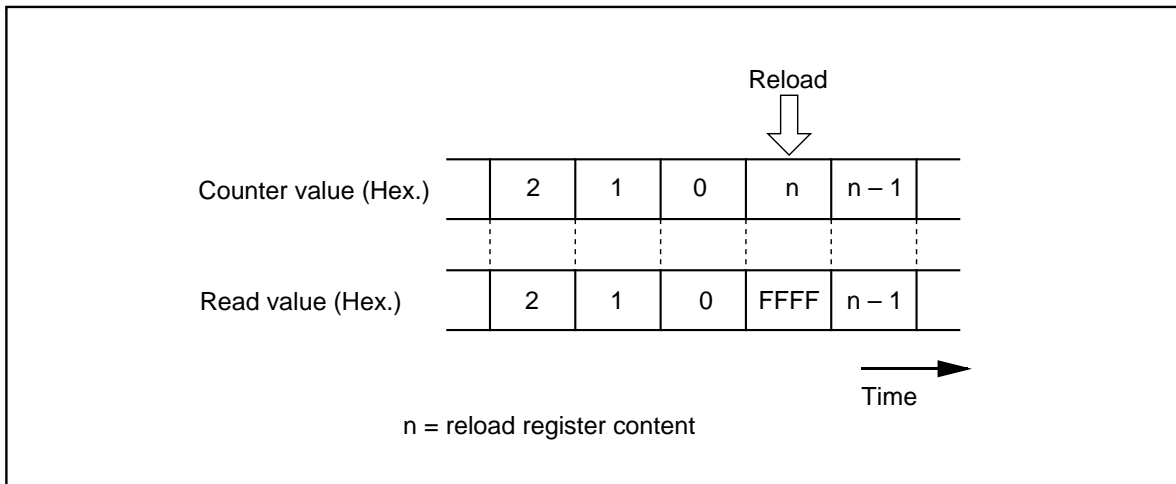 Reload
Counter value (Hex.) 2 1 0 n n – 1
Read value (Hex.) 2 1 0 FFFF n – 1
Time
n = reload register content